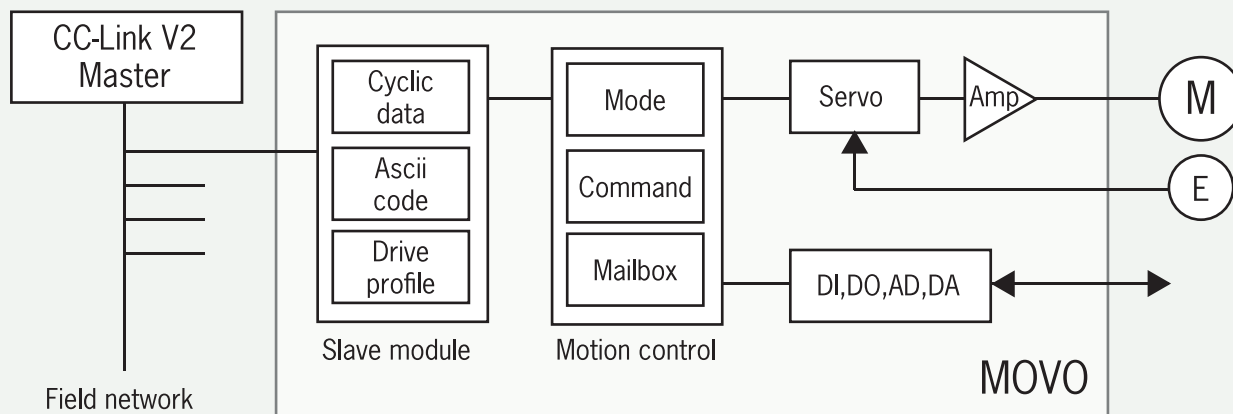 CC-Link V2
Master
Field network
Cyclic
data
Ascii
code
Drive
profile
Slave module
Mode
Command
Mailbox
Motion control
Servo
Amp
M
E
DI,DO,AD,DA
MOVO